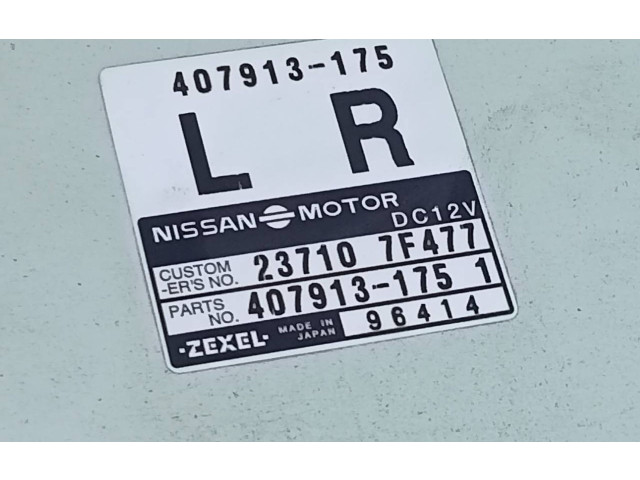 407913-175
L R
NISSAN MOTOR DC12V
CUSTOM -ER'S NO. 23710 7F477
PARTS NO. 407913-175 1
·ZEXEL· MADE IN JAPAN 96414